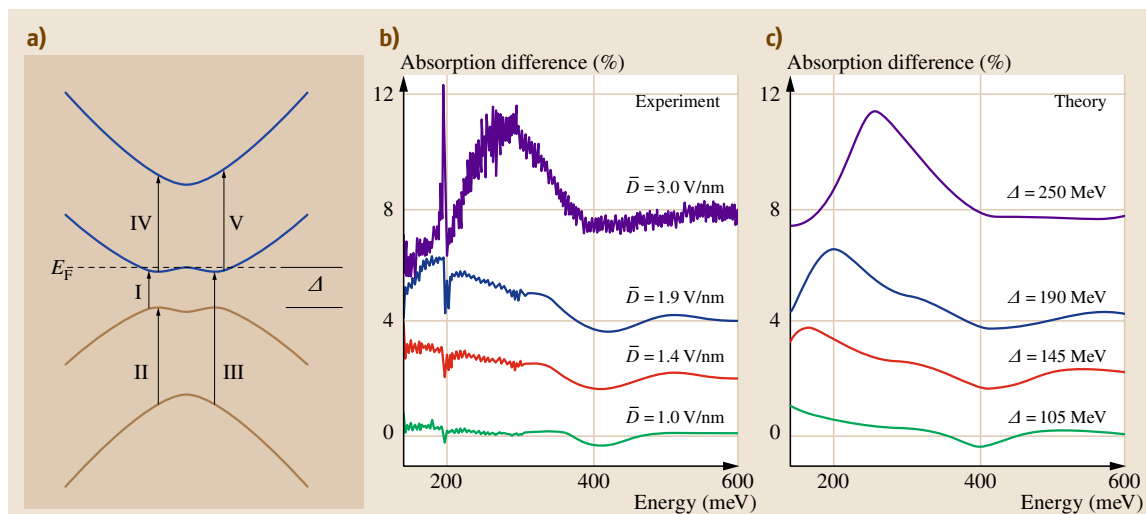 a)
IV
V
E_F
Δ
I
II
III
b)
Absorption difference (%)
12
8
4
0
Experiment
D̄ = 3.0 V/nm
D̄ = 1.9 V/nm
D̄ = 1.4 V/nm
D̄ = 1.0 V/nm
200
400
600
Energy (meV)
c)
Absorption difference (%)
12
8
4
0
Theory
Δ = 250 MeV
Δ = 190 MeV
Δ = 145 MeV
Δ = 105 MeV
200
400
600
Energy (meV)